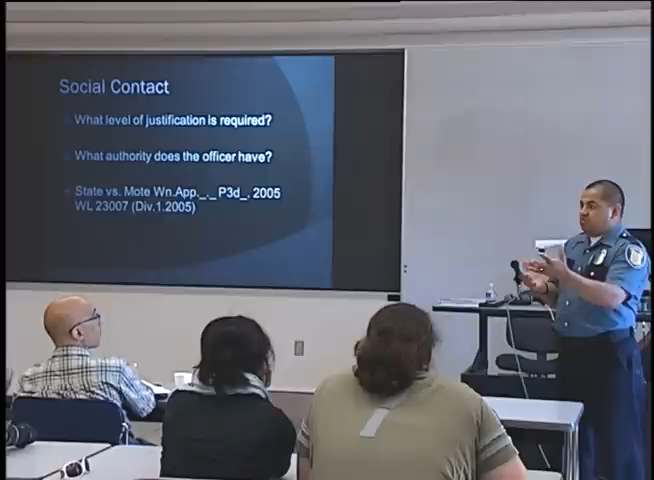 Social Contact
What level of justification is required?
What authority does the officer have?
State vs. Mote Wn.App._,_ P3d_, 2005
WL 23007 (Div.1.2005)